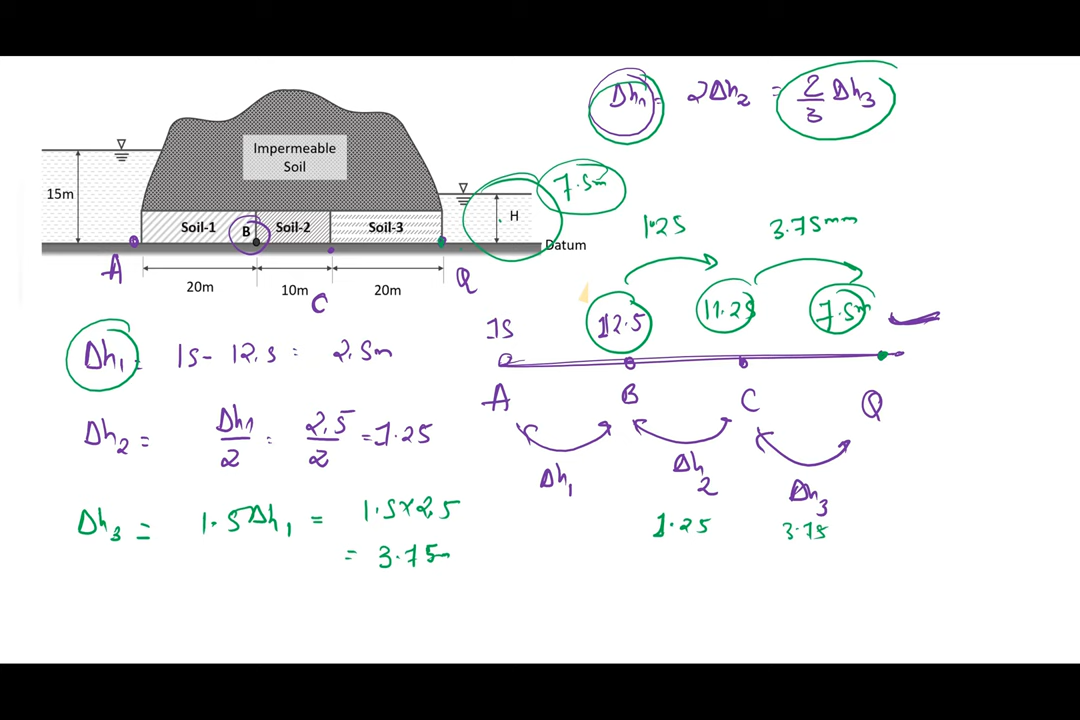 Δh₁ = 2Δh₂ = 2/3 Δh₃
Impermeable
Soil
15m
7.5m
H
Soil-1
B
Soil-2
Soil-3
Datum
A
Q
20m
10m
20m
C
1.25
3.75mm
15
12.5
11.25
7.5m
A
B
C
Q
Δh₁
Δh₂
Δh₃
1.25
3.75
Δh₁ = 15 - 12.5 = 2.5m
Δh₂ = Δh₁/2 = 2.5/2 = 1.25
Δh₃ = 1.5Δh₁ = 1.5×2.5
= 3.75m